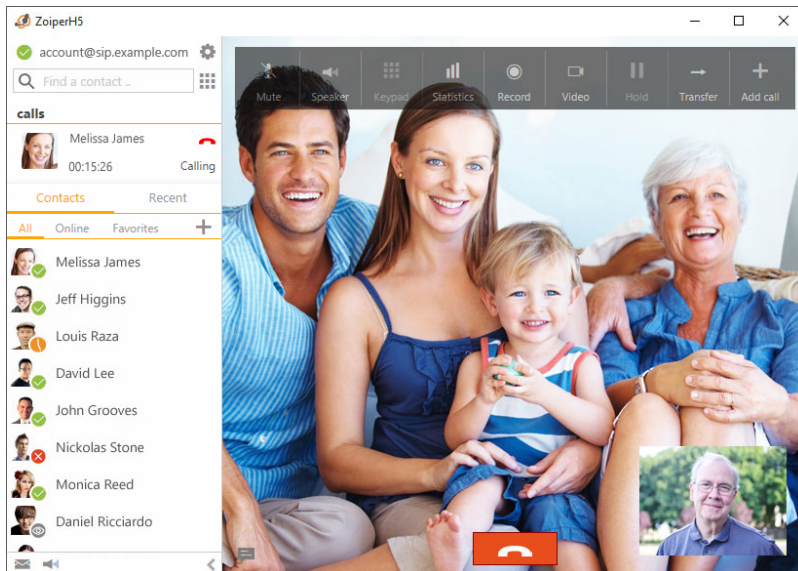 ZoiperH5
account@sip.example.com
Find a contact ..
calls
Melissa James
00:15:26 Calling
Contacts Recent
All Online Favorites
Melissa James
Jeff Higgins
Louis Raza
David Lee
John Grooves
Nickolas Stone
Monica Reed
Daniel Ricciardo
Mute Speaker Keypad Statistics Record Video Hold Transfer Add call